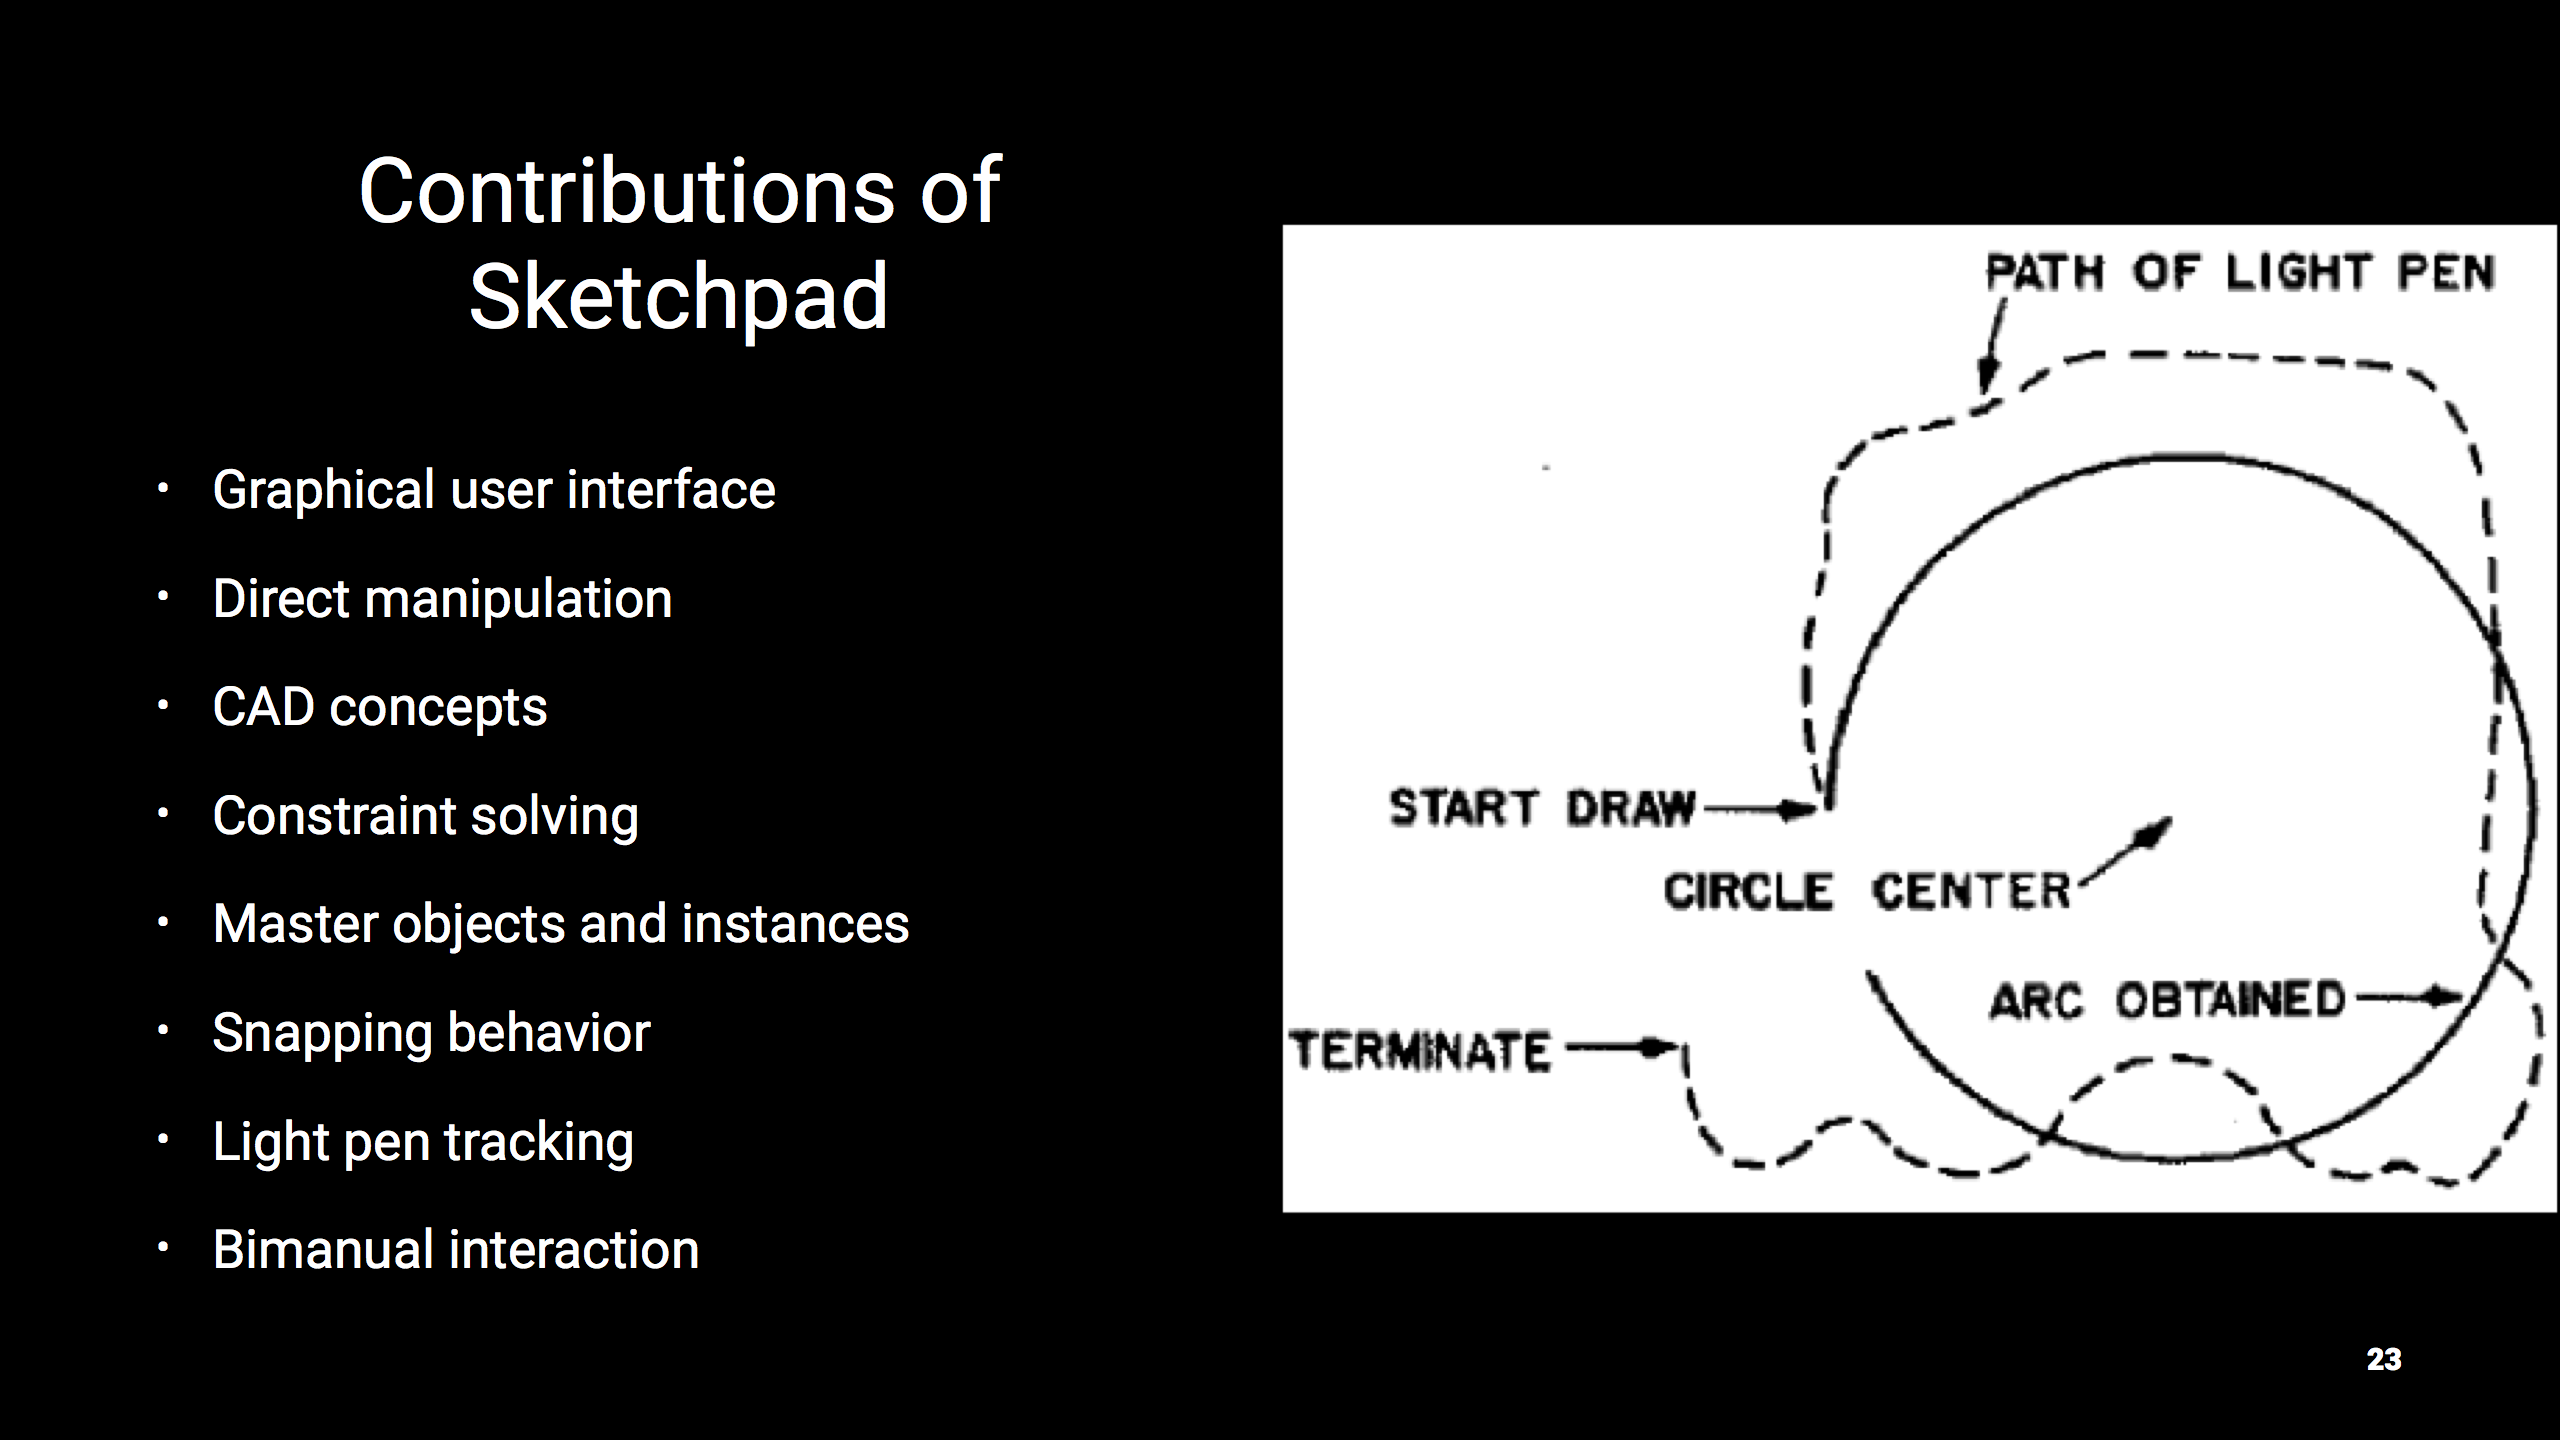 Contributions of
Sketchpad
• Graphical user interface
• Direct manipulation
• CAD concepts
• Constraint solving
• Master objects and instances
• Snapping behavior
• Light pen tracking
• Bimanual interaction
PATH OF LIGHT PEN
START DRAW
CIRCLE CENTER
ARC OBTAINED
TERMINATE
23